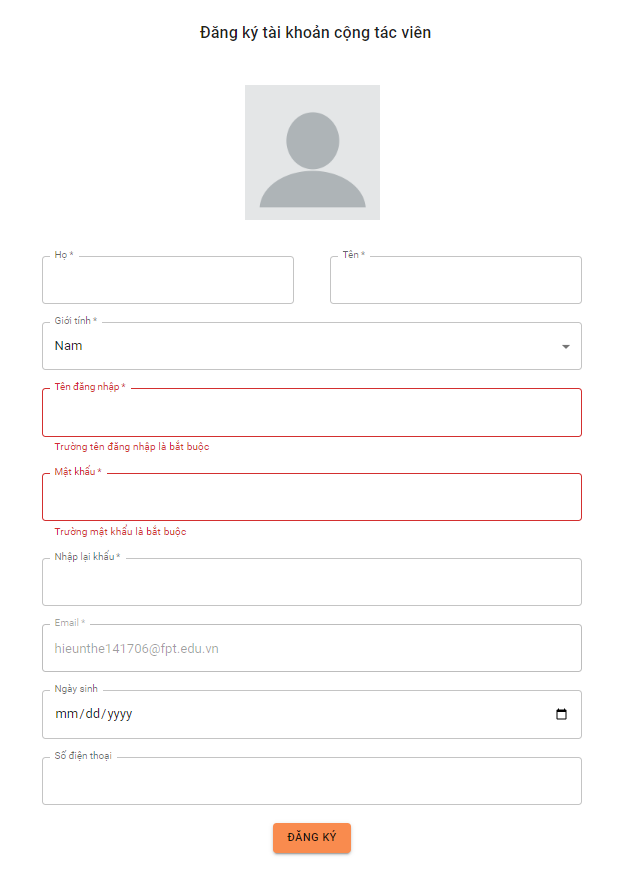 Đăng ký tài khoản cộng tác viên
Họ *
Tên *
Giới tính *
Nam
Tên đăng nhập *
Trường tên đăng nhập là bắt buộc
Mật khẩu *
Trường mật khẩu là bắt buộc
Nhập lại khẩu *
Email *
hieunthe141706@fpt.edu.vn
Ngày sinh
mm/dd/yyyy
Số điện thoại
ĐĂNG KÝ